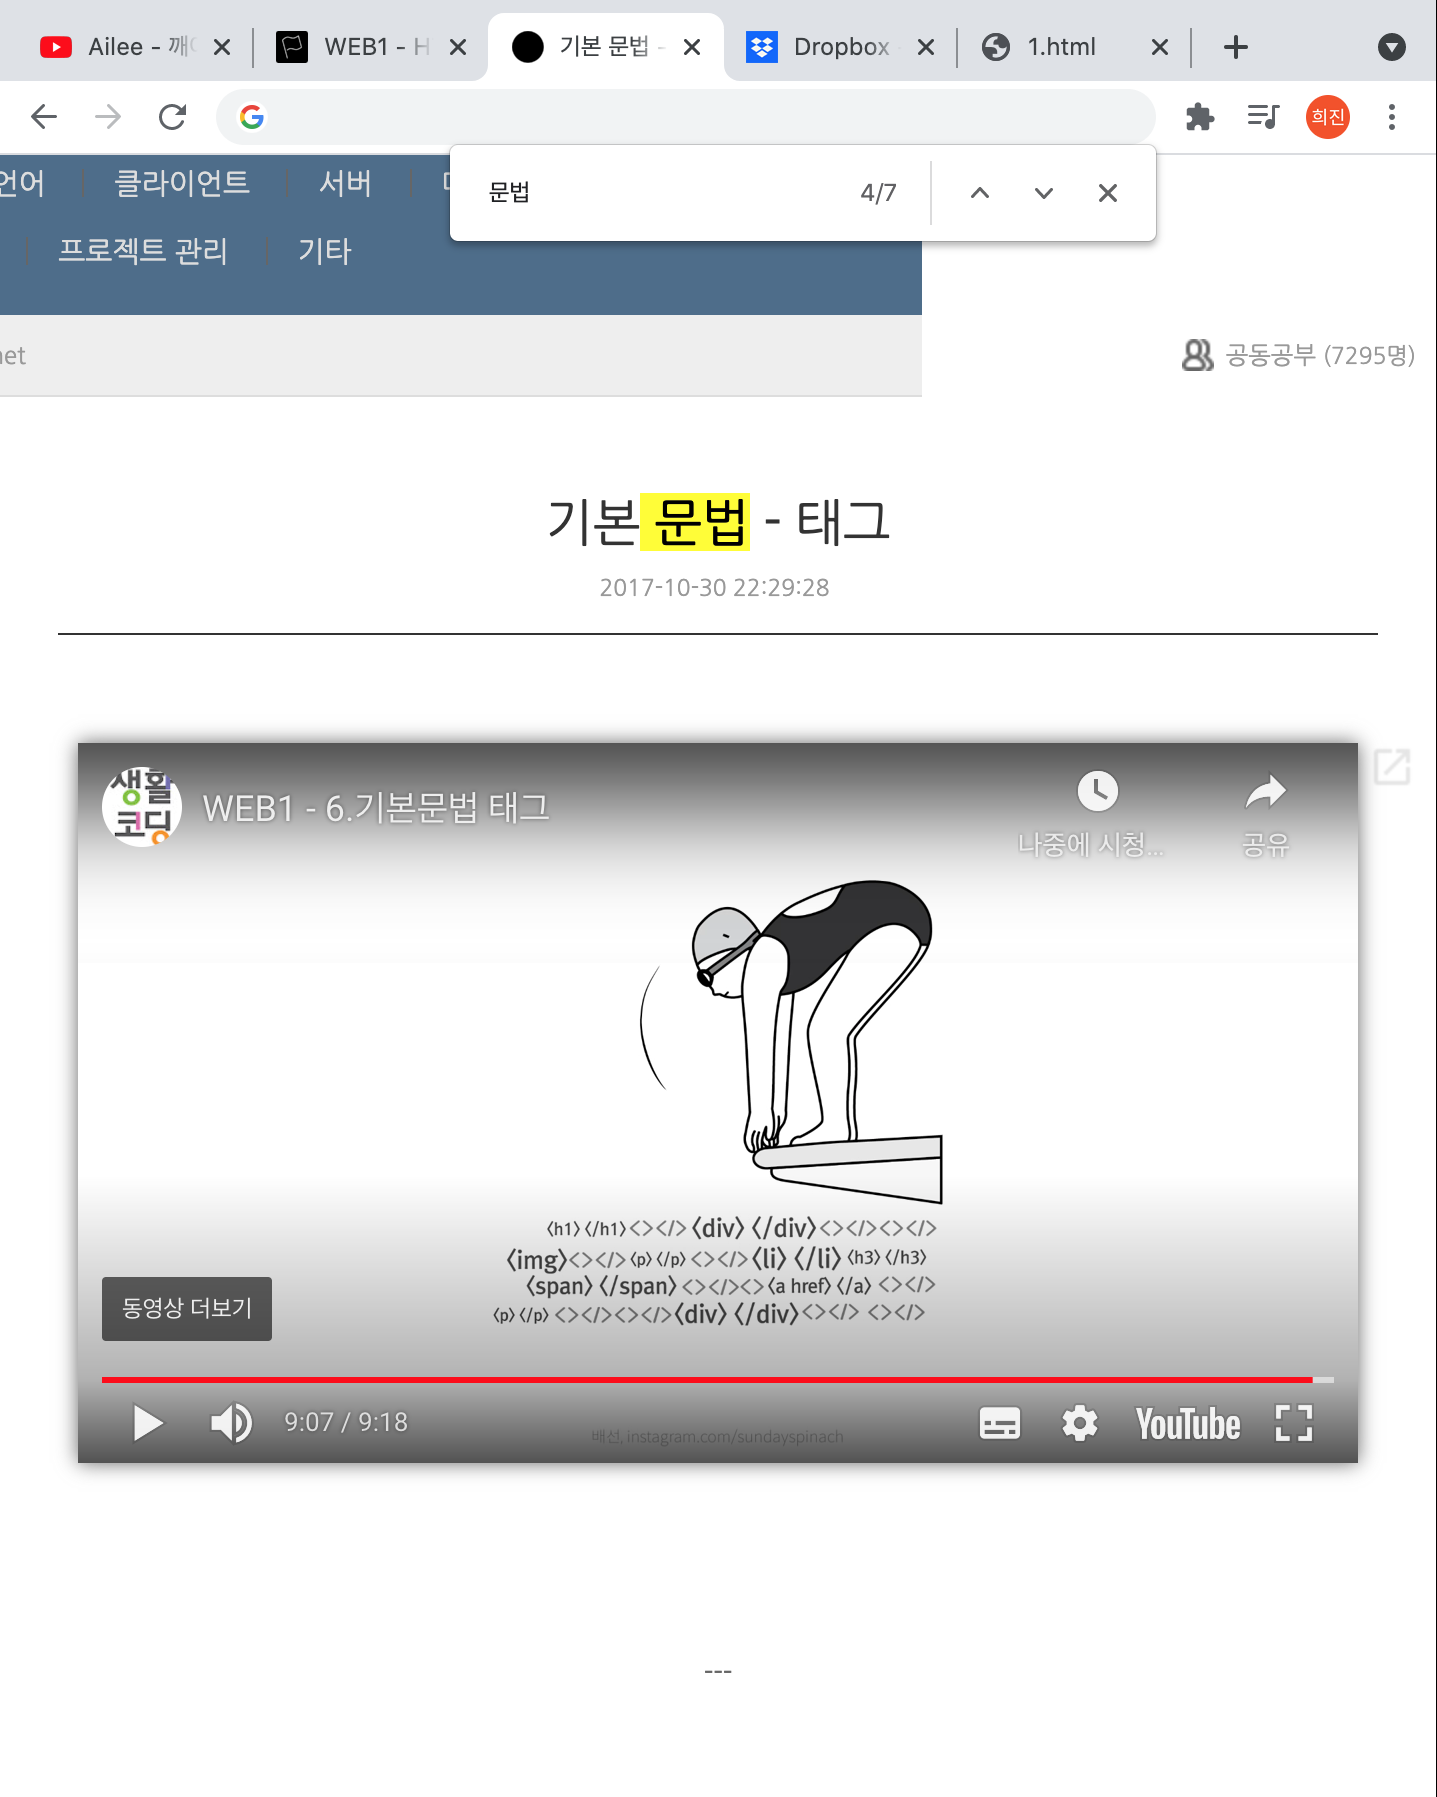 Ailee - 깨
WEB1 - H
기본 문법 -
Dropbox
1.html
희진
언어
클라이언트
서버
문법
4/7
프로젝트 관리
기타
net
공동공부 (7295명)
기본 문법 - 태그
2017-10-30 22:29:28
생활
코딩
WEB1 - 6.기본문법 태그
나중에 시청...
공유
<h1> </h1> <></> <div> </div> <></><></>
<img> <></> <p> </p> <></> <li> </li> <h3> </h3>
<span> </span> <></><> <a href> </a> <></>
<p> </p> <></><></> <div> </div> <></> <></>
동영상 더보기
9:07 / 9:18
배선, instagram.com/sundayspinach
YouTube
---